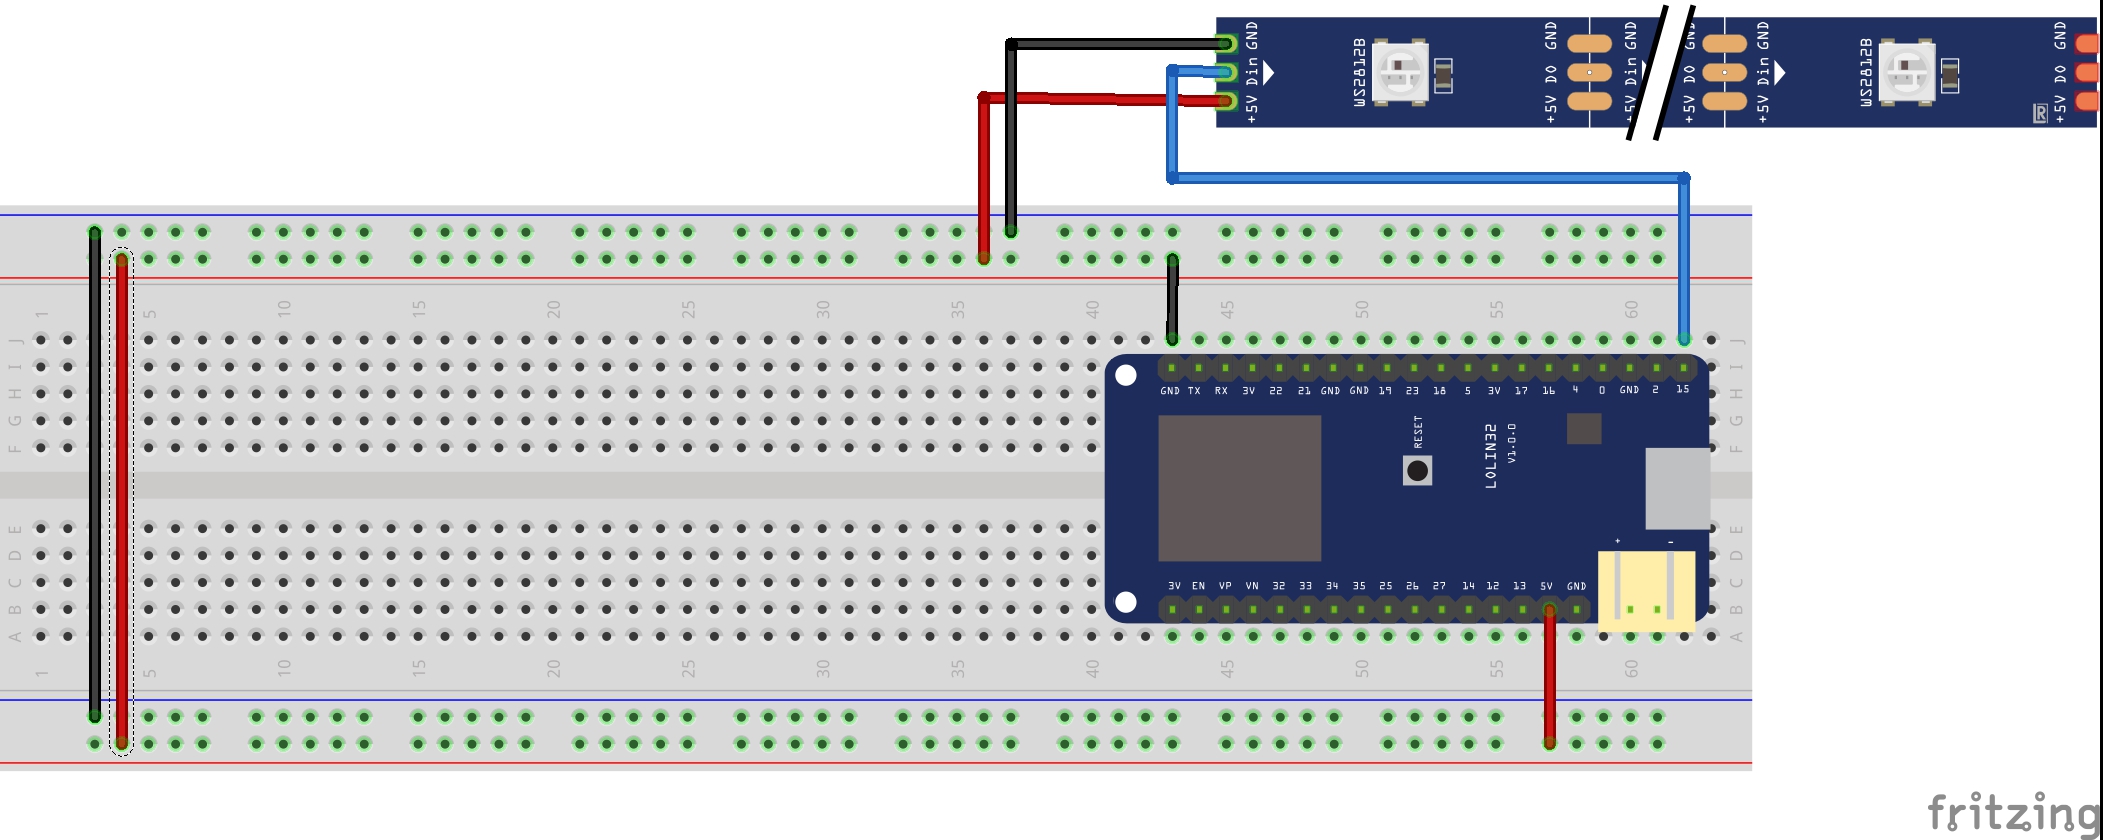 GND Din +5V
WS2812B
GND DO +5V
GND Din +5V
GND DO +5V
GND Din +5V
WS2812B
R
GND DO +5V
1 5 10 15 20 25 30 35 40 45 50 55 60
J J
I I
H H
G G
F F
GND TX RX 3V 22 21 GND GND 19 23 18 5 3V 17 16 4 0 GND 2 15
RESET
LOLIN32
V1.0.0
+ -
E E
D D
C C
B B
A A
3V EN VP VN 32 33 34 35 25 26 27 14 12 13 5V GND
1 5 10 15 20 25 30 35 40 45 50 55 60
fritzing